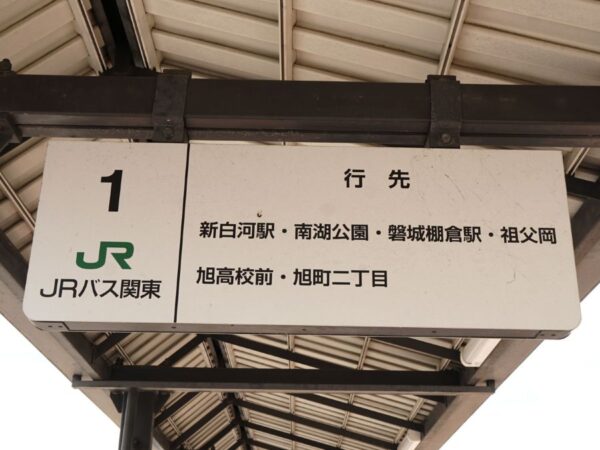 1
JR
JRバス関東
行先
新白河駅・南湖公園・磐城棚倉駅・祖父岡
旭高校前・旭町二丁目